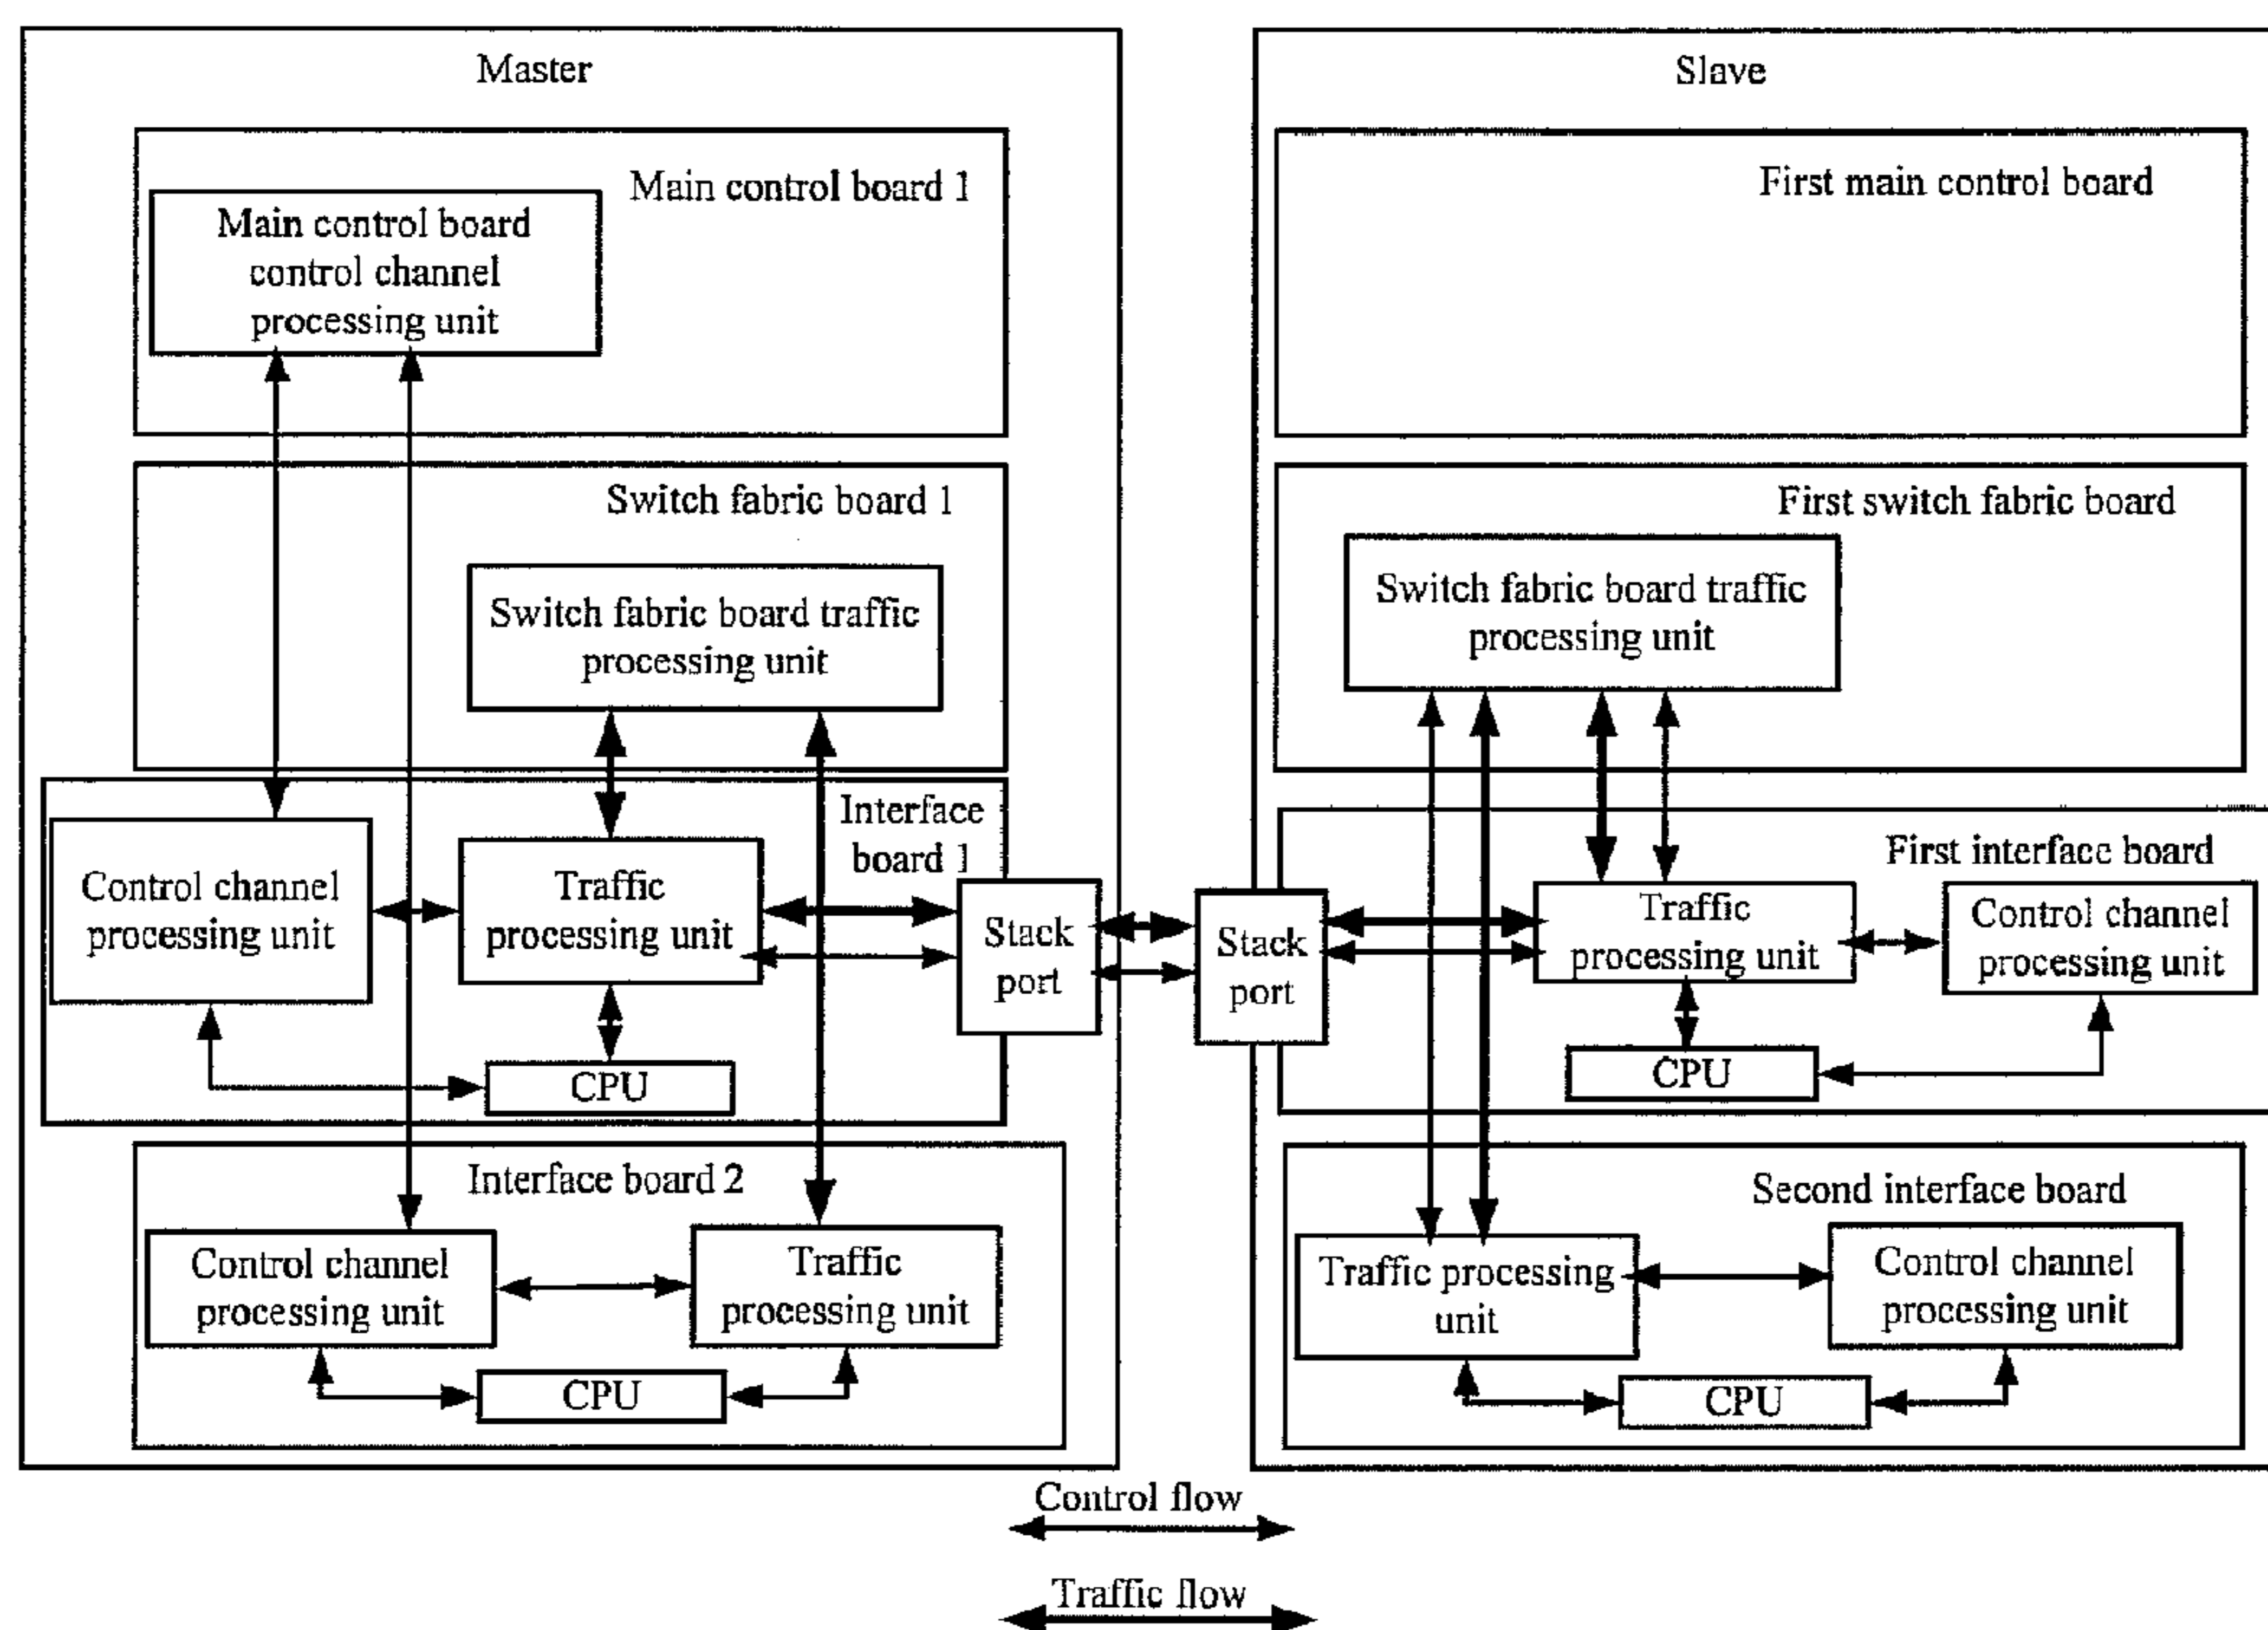 Master
Main control board 1
Main control board
control channel
processing unit
Switch fabric board 1
Switch fabric board traffic
processing unit
Interface
board 1
Control channel
processing unit
Traffic
processing unit
Stack
port
CPU
Interface board 2
Control channel
processing unit
Traffic
processing unit
CPU
Slave
First main control board
First switch fabric board
Switch fabric board traffic
processing unit
First interface board
Stack
port
Traffic
processing unit
Control channel
processing unit
CPU
Second interface board
Traffic processing
unit
Control channel
processing unit
CPU
Control flow
Traffic flow